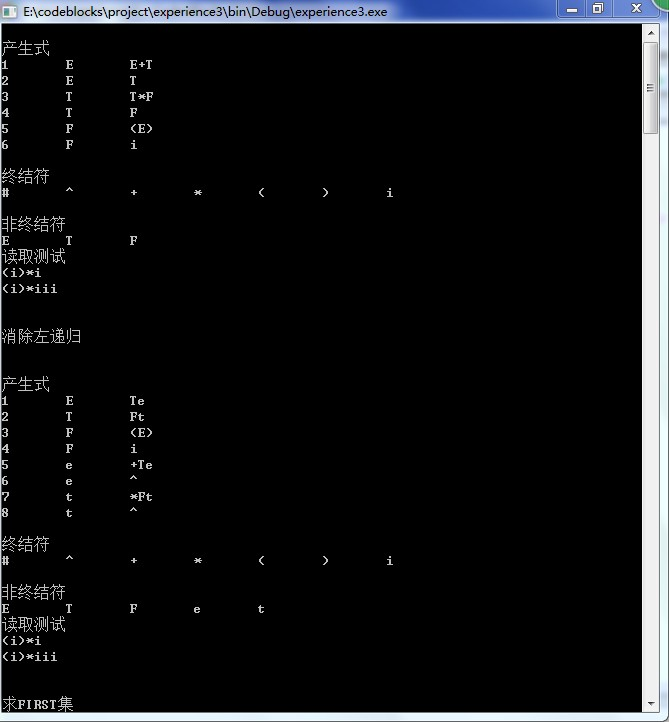 E:\codeblocks\project\experience3\bin\Debug\experience3.exe
产生式
1 E E+T
2 E T
3 T T*F
4 T F
5 F (E)
6 F i
终结符
# ^ + * ( ) i
非终结符
E T F
读取测试
(i)*i
(i)*iii
消除左递归
产生式
1 E Te
2 T Ft
3 F (E)
4 F i
5 e +Te
6 e ^
7 t *Ft
8 t ^
终结符
# ^ + * ( ) i
非终结符
E T F e t
读取测试
(i)*i
(i)*iii
求FIRST集